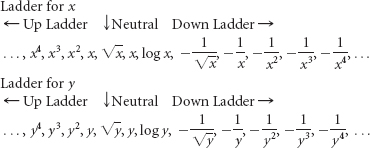 Ladder for x
← Up Ladder ↓Neutral Down Ladder→
..., x⁴, x³, x², x, √x, x, log x, −1/√x, −1/x, −1/x², −1/x³, −1/x⁴, ...
Ladder for y
← Up Ladder ↓Neutral Down Ladder→
..., y⁴, y³, y², y, √y, y, log y, −1/√y, −1/y, −1/y², −1/y³, −1/y⁴, ...